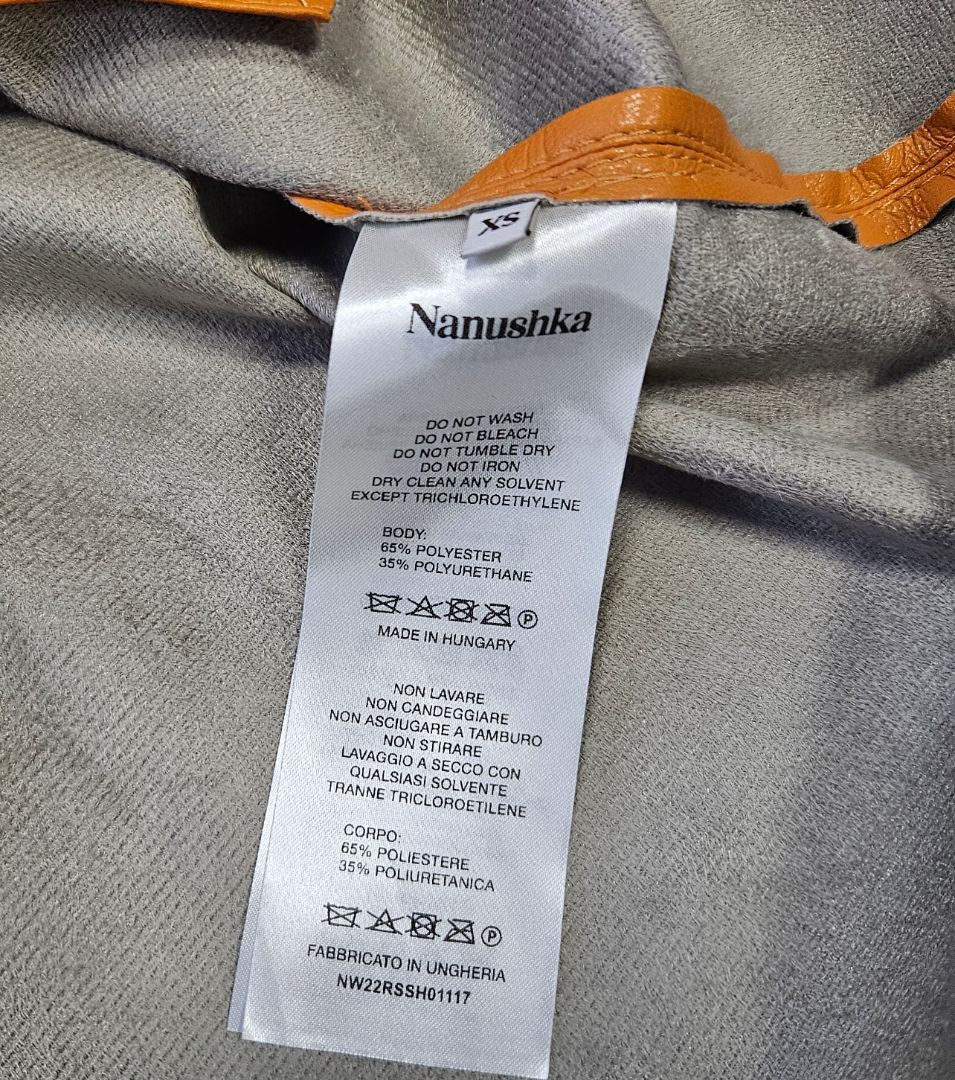 XS
Nanushka
DO NOT WASH
DO NOT BLEACH
DO NOT TUMBLE DRY
DO NOT IRON
DRY CLEAN ANY SOLVENT
EXCEPT TRICHLOROETHYLENE
BODY:
65% POLYESTER
35% POLYURETHANE
P
MADE IN HUNGARY
NON LAVARE
NON CANDEGGIARE
NON ASCIUGARE A TAMBURO
NON STIRARE
LAVAGGIO A SECCO CON
QUALSIASI SOLVENTE
TRANNE TRICLOROETILENE
CORPO:
65% POLIESTERE
35% POLIURETANICA
P
FABBRICATO IN UNGHERIA
NW22RSSH01117